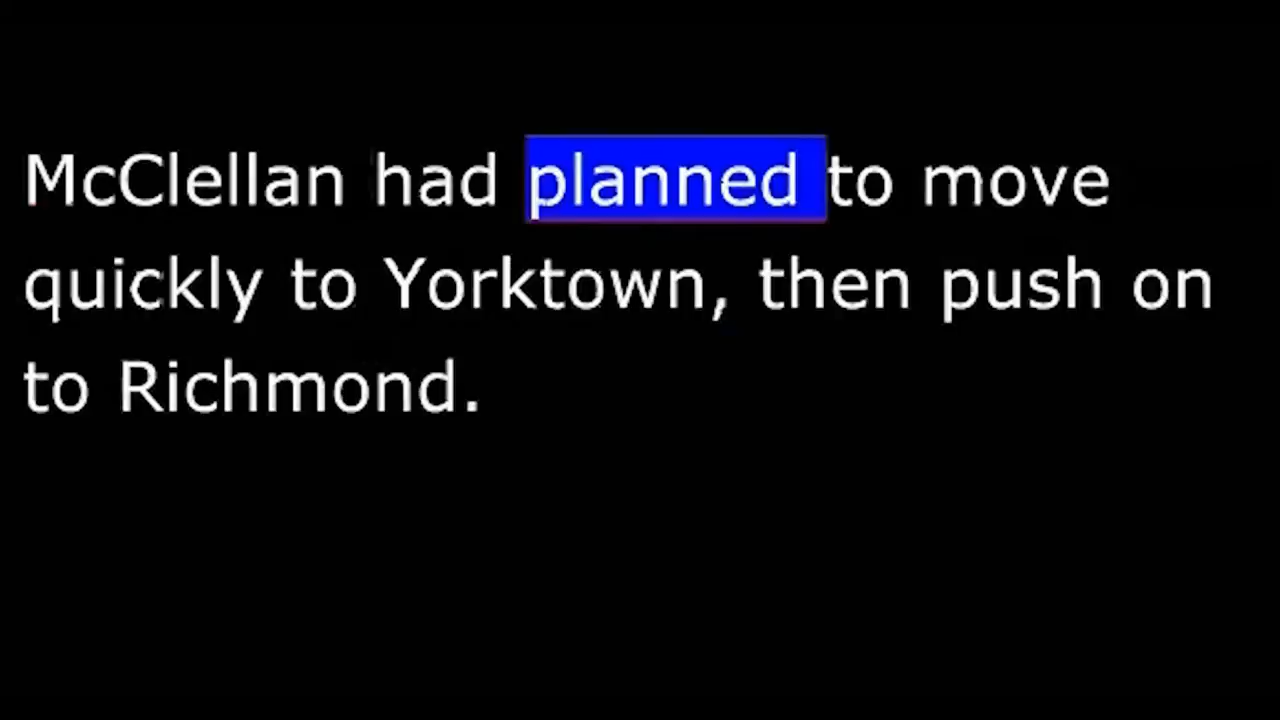 McClellan had planned to move
quickly to Yorktown, then push on
to Richmond.